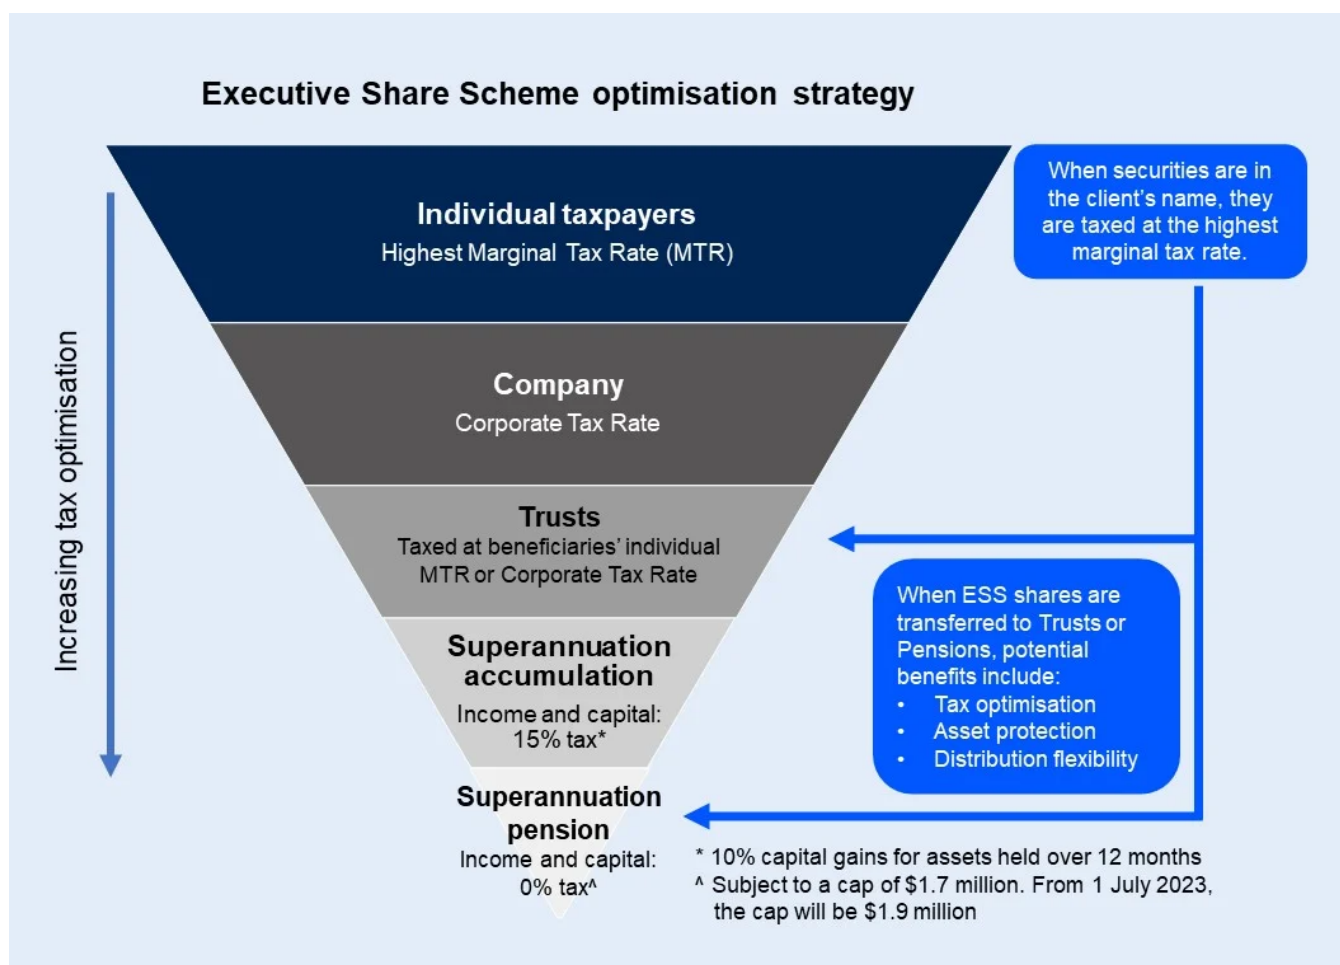 Executive Share Scheme optimisation strategy
Individual taxpayers
Highest Marginal Tax Rate (MTR)
When securities are in
the client's name, they
are taxed at the highest
marginal tax rate.
Increasing tax optimisation
Company
Corporate Tax Rate
Trusts
Taxed at beneficiaries' individual
MTR or Corporate Tax Rate
When ESS shares are
transferred to Trusts or
Pensions, potential
benefits include:
• Tax optimisation
• Asset protection
• Distribution flexibility
Superannuation
accumulation
Income and capital:
15% tax*
Superannuation
pension
Income and capital:
0% tax^
* 10% capital gains for assets held over 12 months
^ Subject to a cap of $1.7 million. From 1 July 2023,
the cap will be $1.9 million